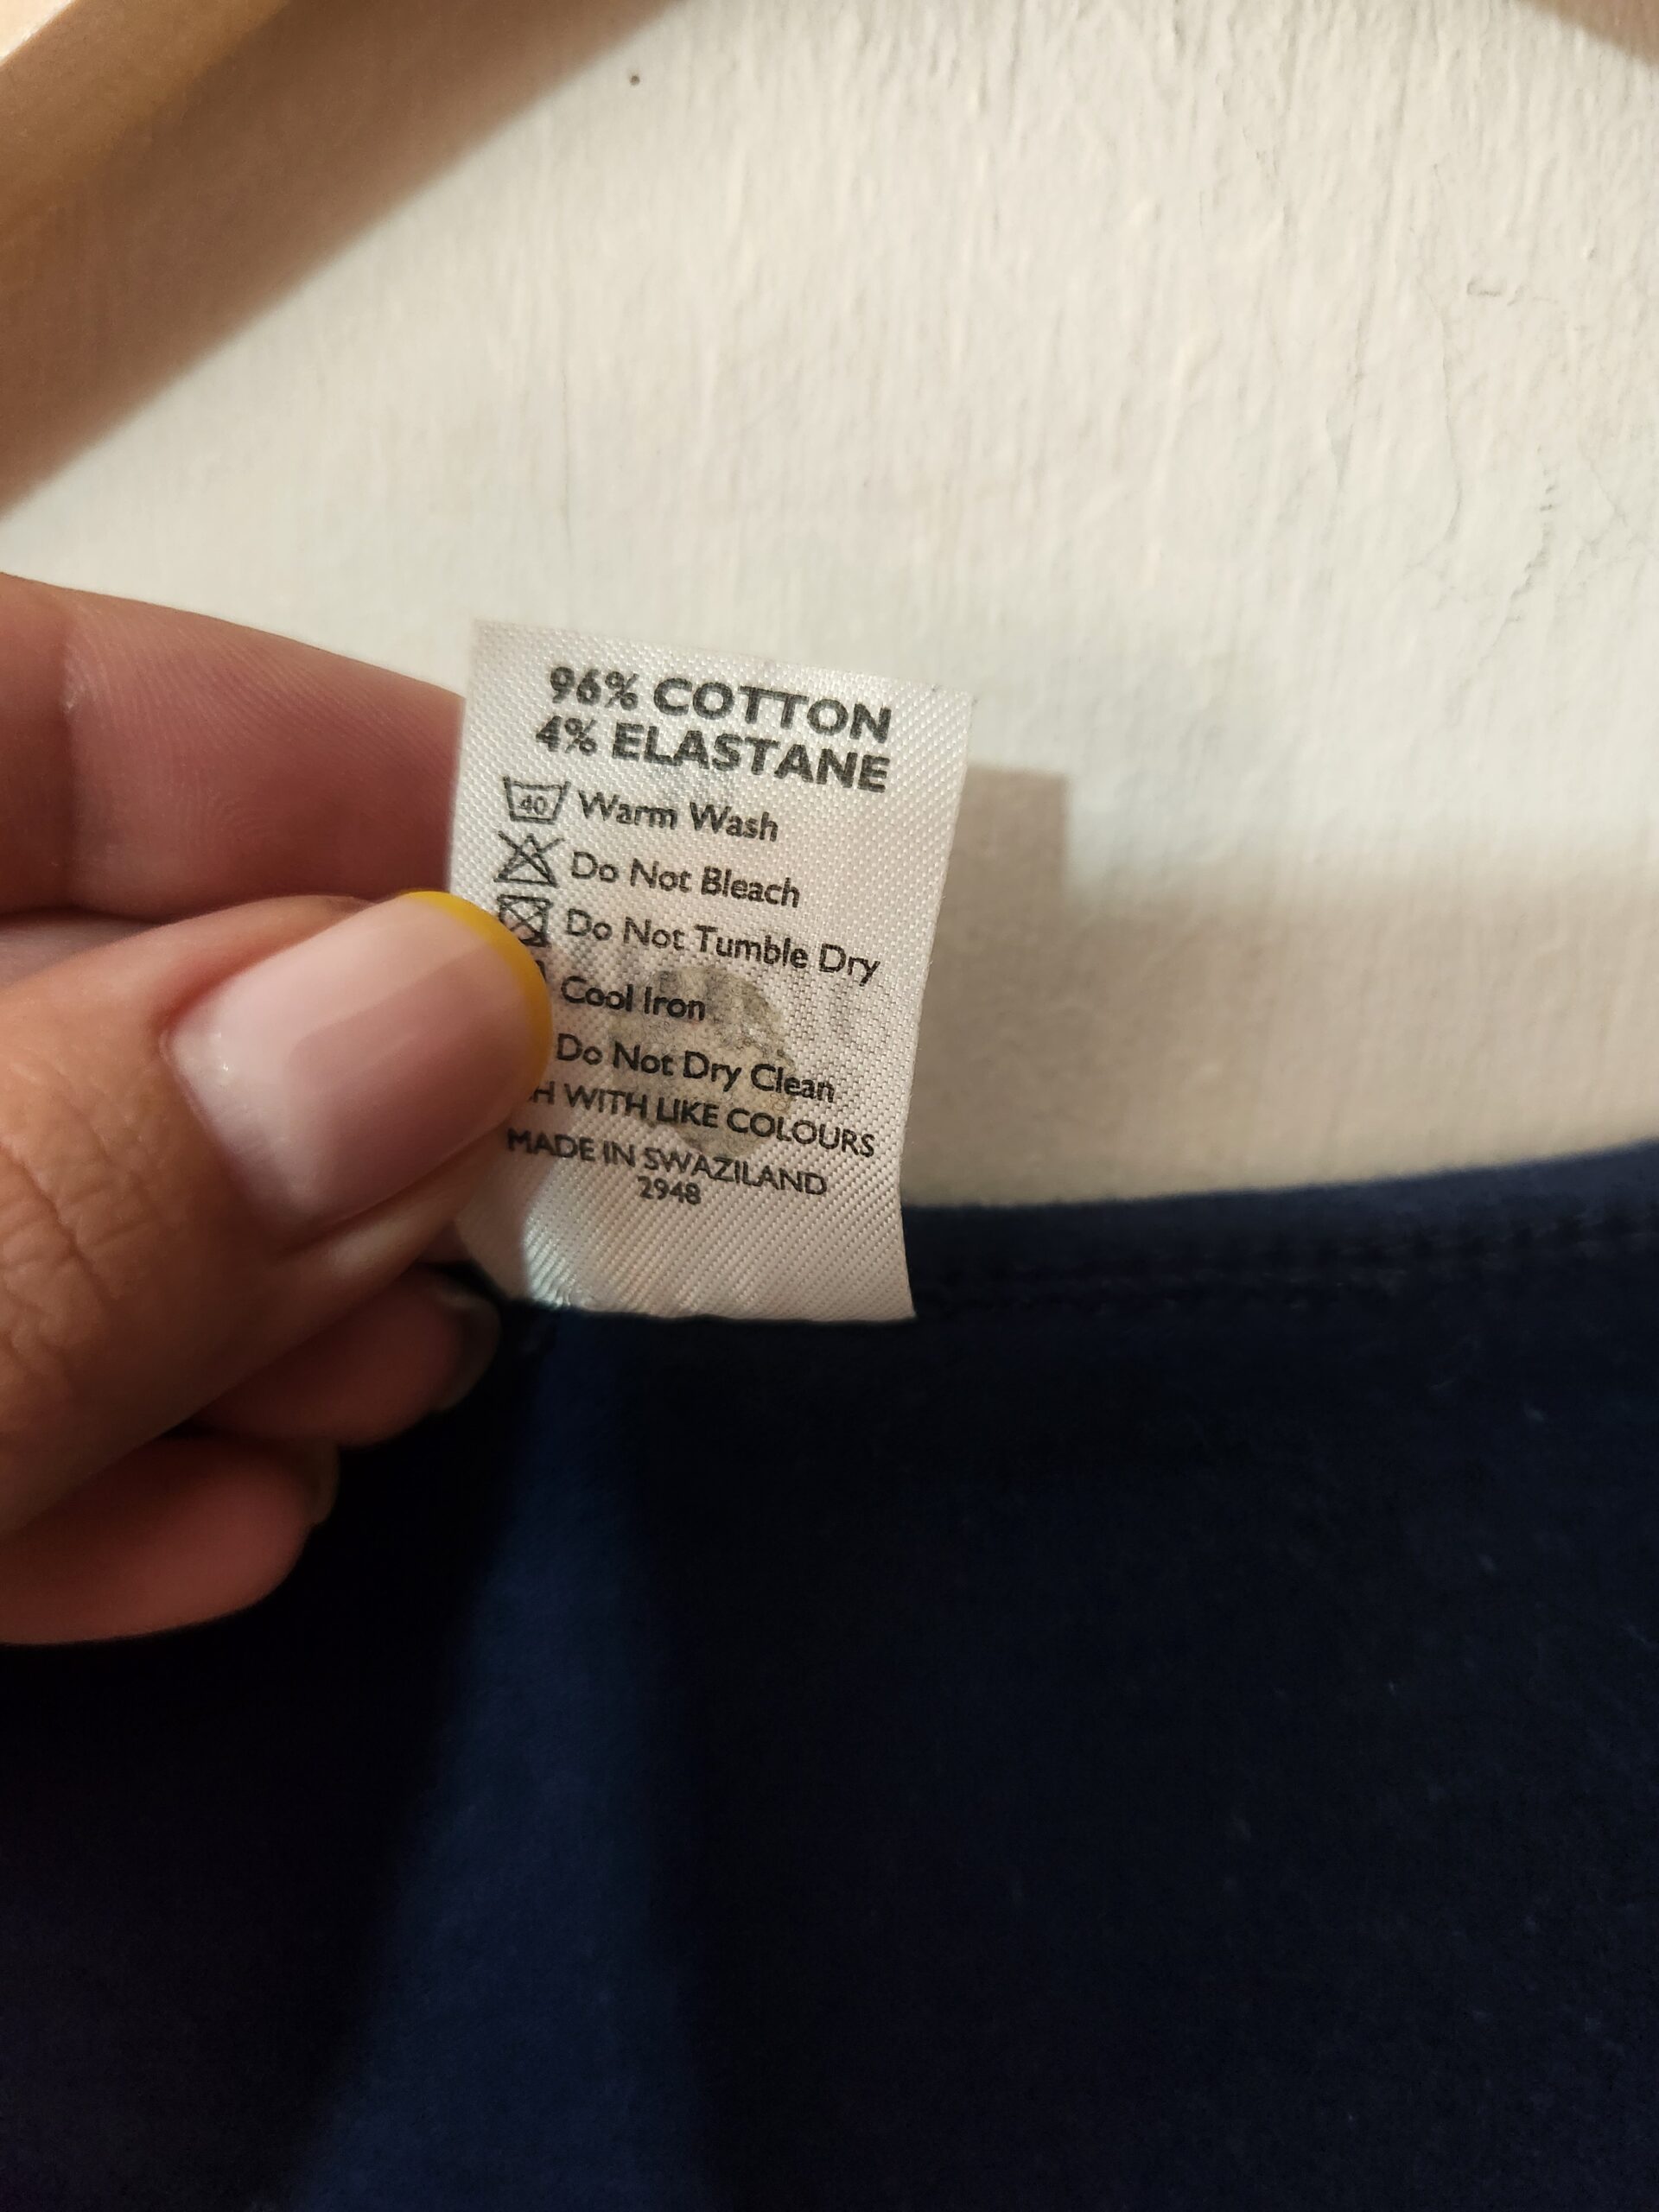 96% COTTON
4% ELASTANE
40 Warm Wash
Do Not Bleach
Do Not Tumble Dry
Cool Iron
Do Not Dry Clean
H WITH LIKE COLOURS
MADE IN SWAZILAND
2948